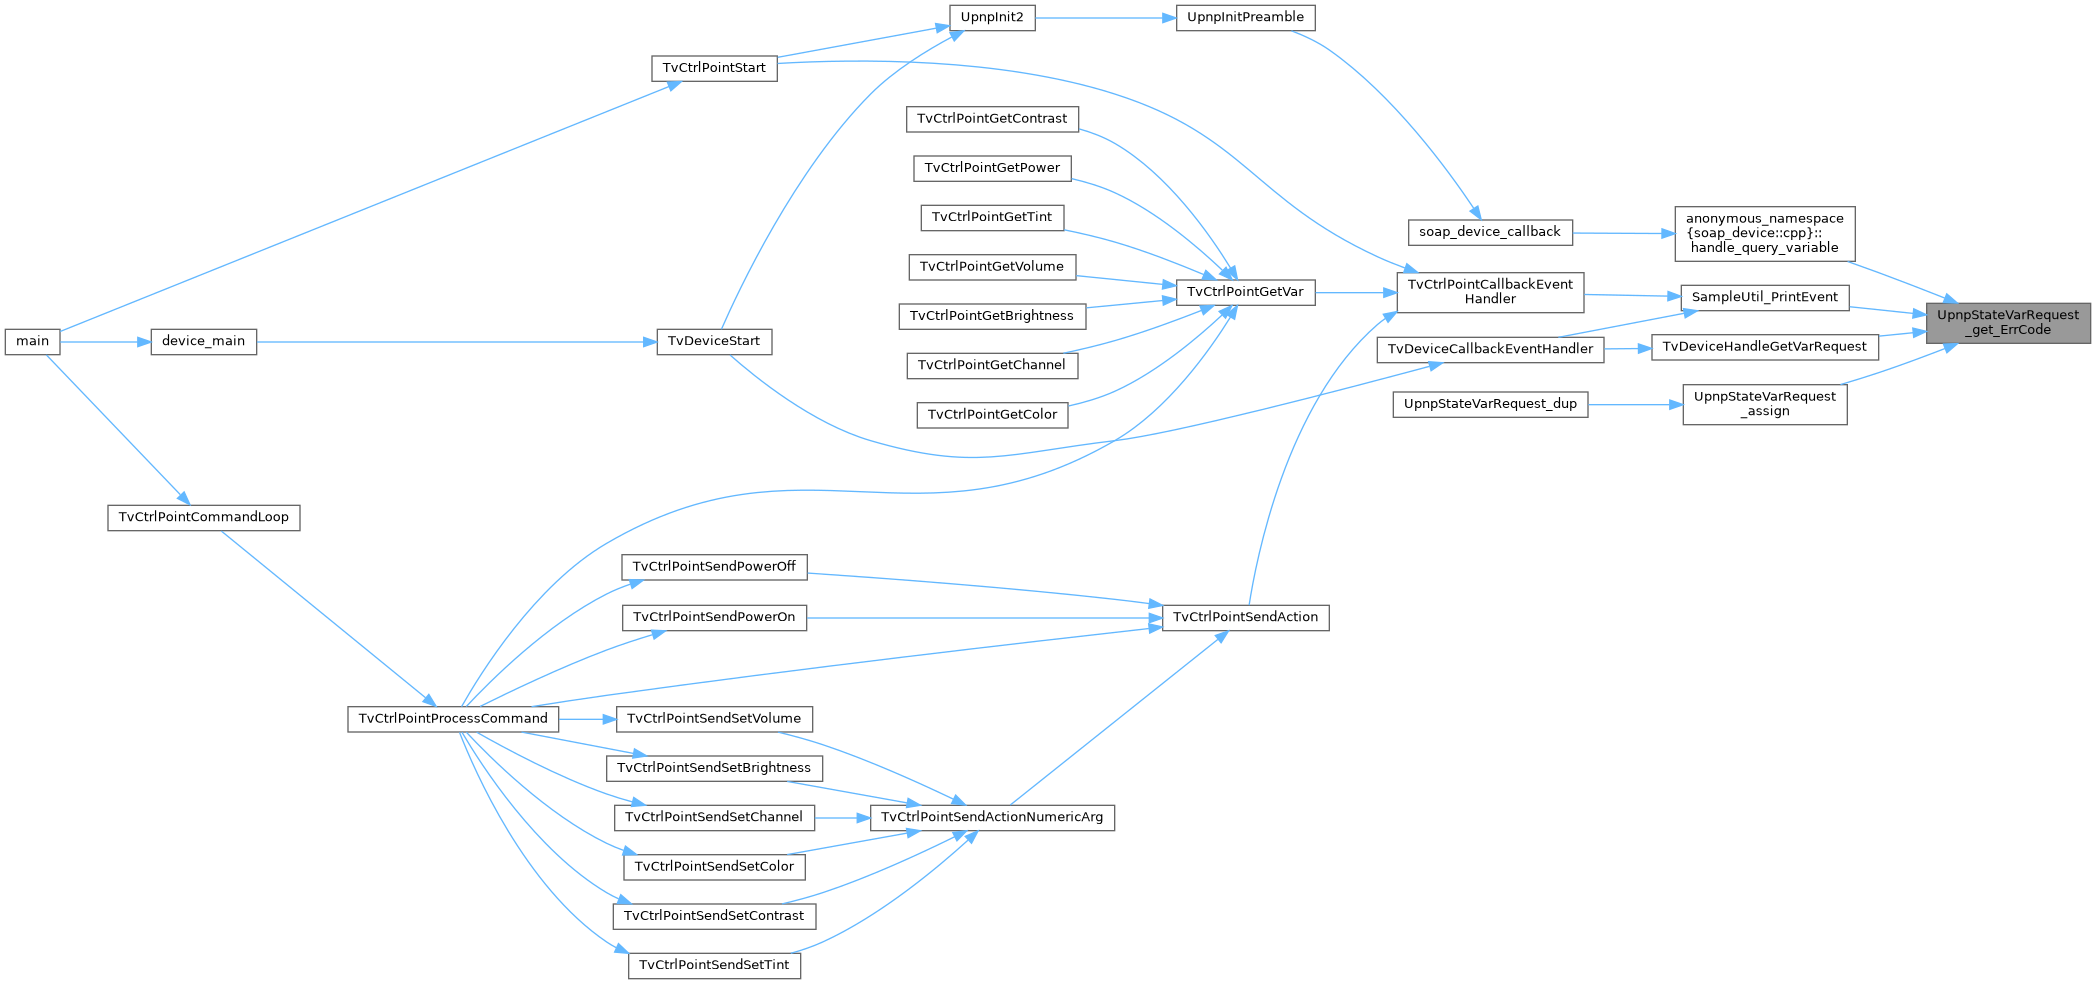 UpnpInit2
UpnpInitPreamble
TvCtrlPointStart
TvCtrlPointGetContrast
TvCtrlPointGetPower
TvCtrlPointGetTint
soap_device_callback
anonymous_namespace
{soap_device::cpp}::
handle_query_variable
TvCtrlPointGetVolume
TvCtrlPointGetVar
TvCtrlPointCallbackEvent
Handler
SampleUtil_PrintEvent
UpnpStateVarRequest
_get_ErrCode
TvCtrlPointGetBrightness
main
device_main
TvDeviceStart
TvDeviceCallbackEventHandler
TvDeviceHandleGetVarRequest
TvCtrlPointGetChannel
TvCtrlPointGetColor
UpnpStateVarRequest_dup
UpnpStateVarRequest
_assign
TvCtrlPointCommandLoop
TvCtrlPointSendPowerOff
TvCtrlPointSendPowerOn
TvCtrlPointSendAction
TvCtrlPointProcessCommand
TvCtrlPointSendSetVolume
TvCtrlPointSendSetBrightness
TvCtrlPointSendSetChannel
TvCtrlPointSendActionNumericArg
TvCtrlPointSendSetColor
TvCtrlPointSendSetContrast
TvCtrlPointSendSetTint